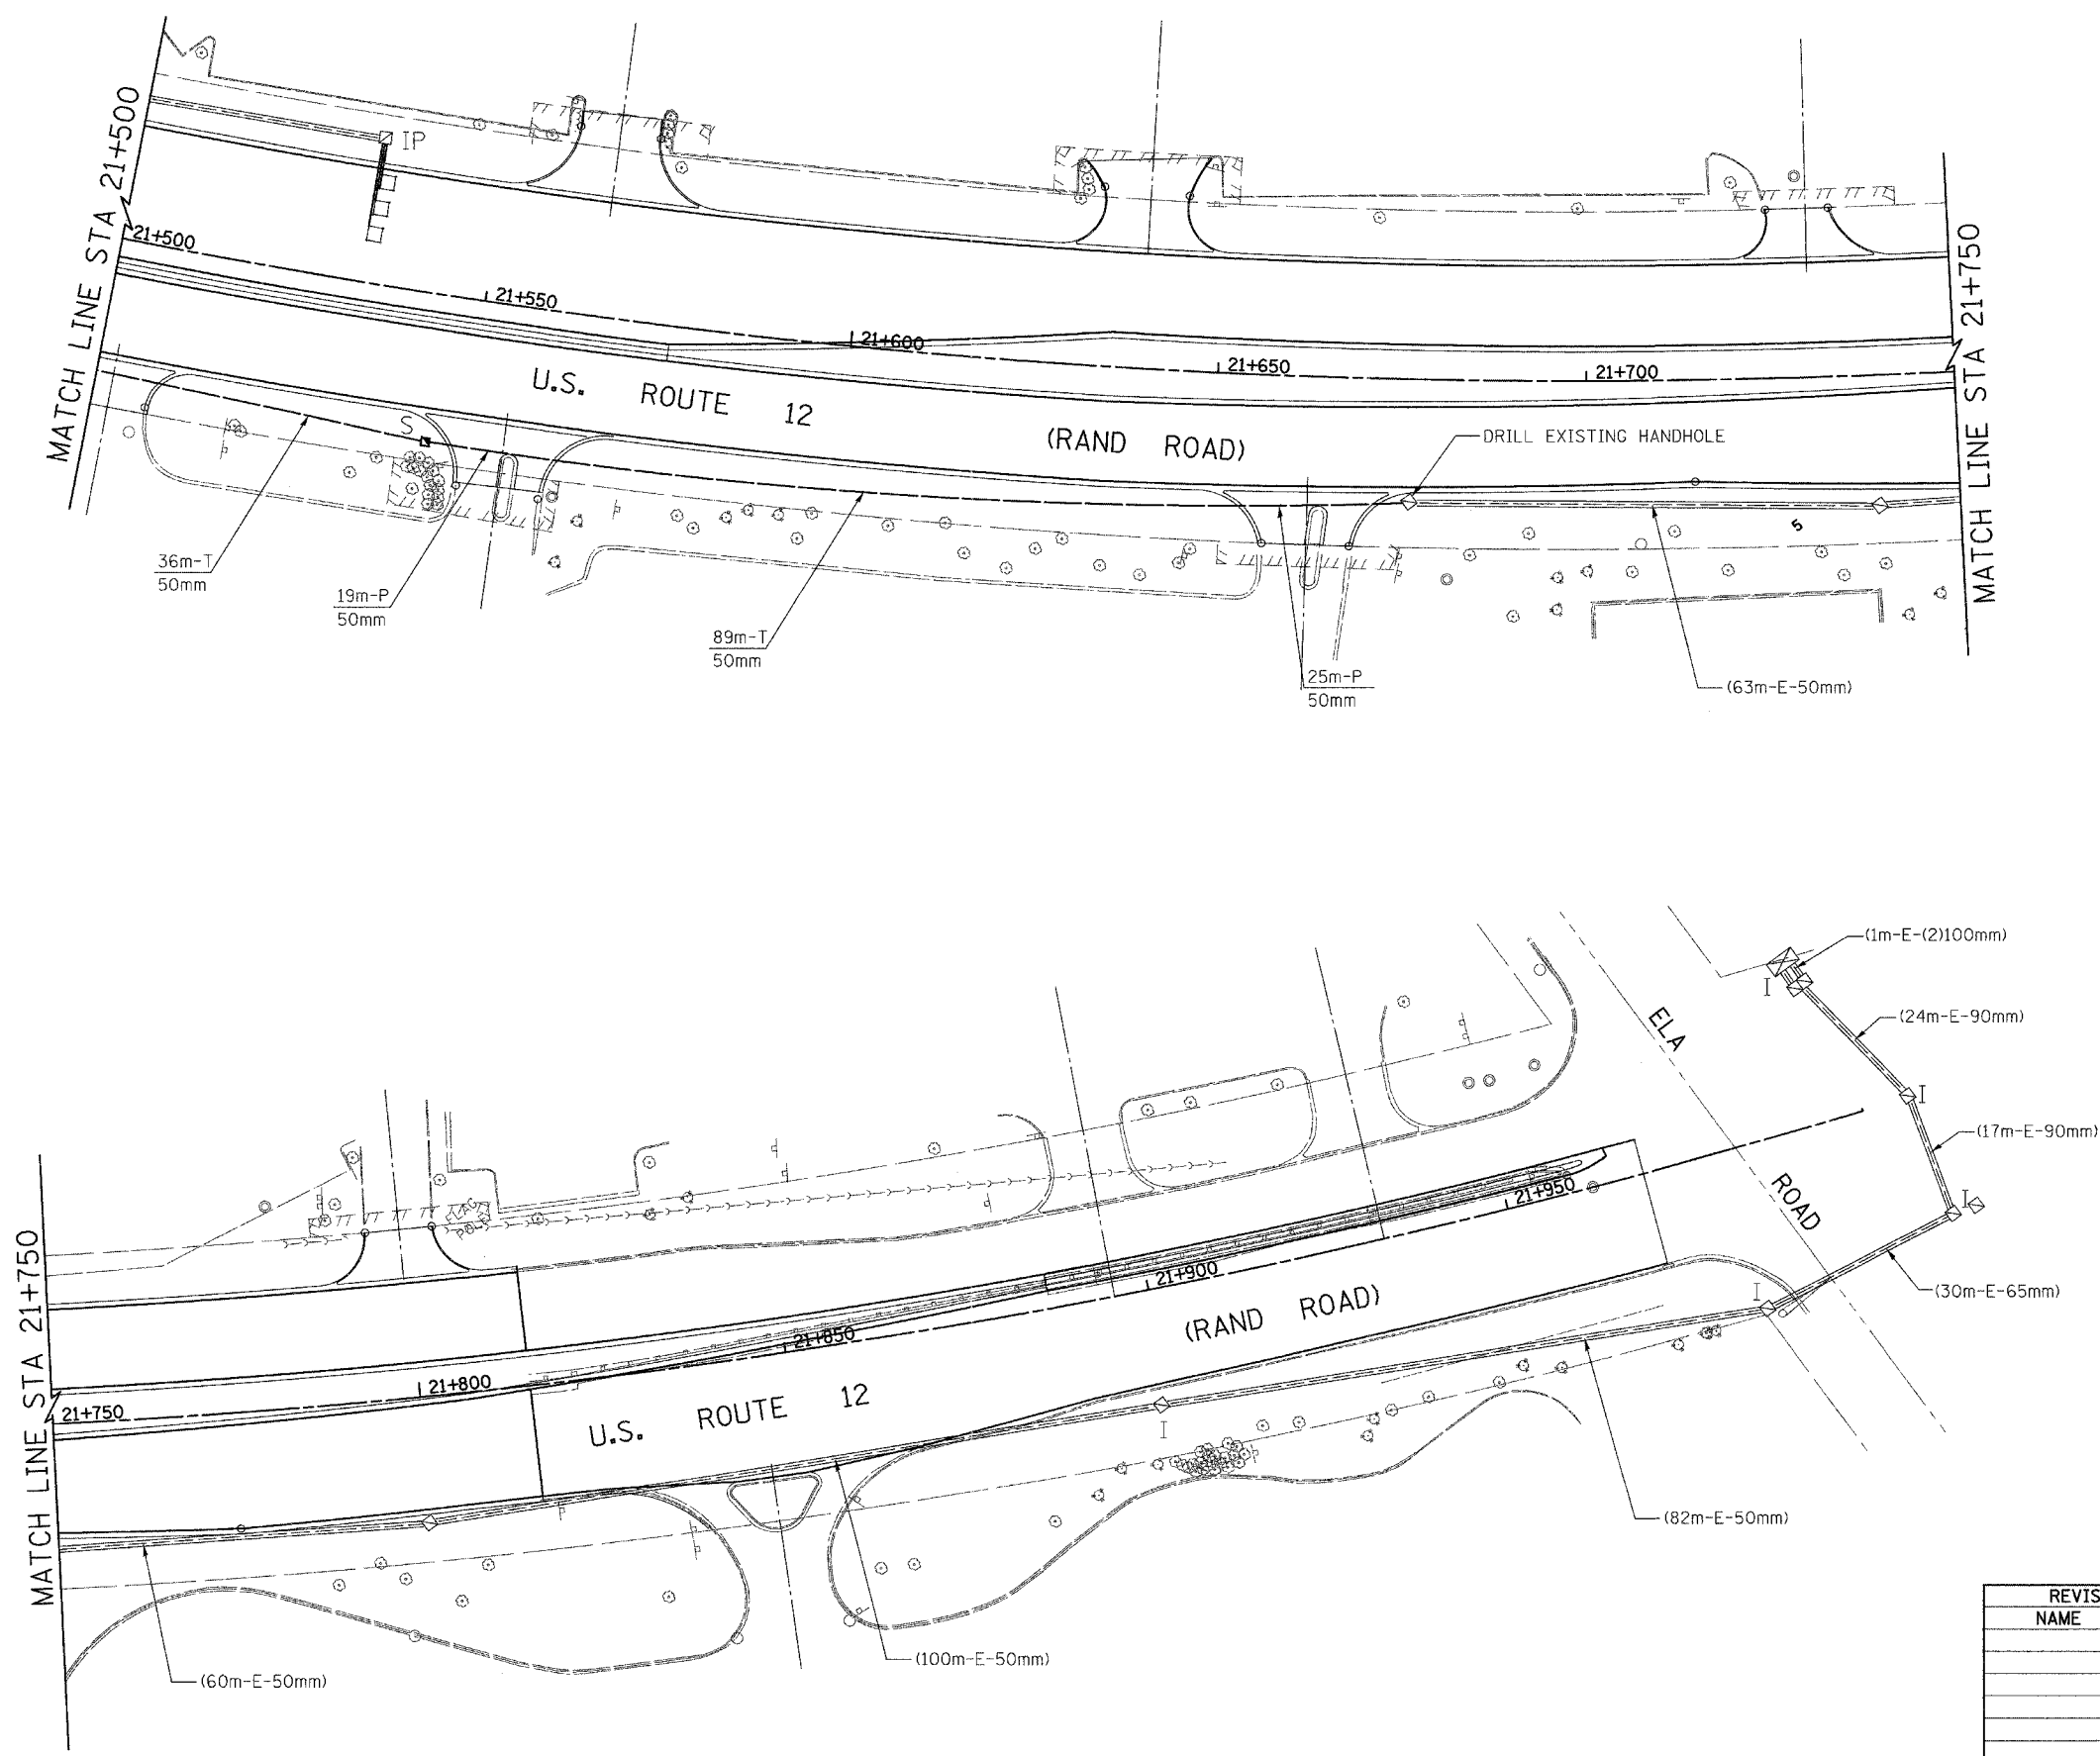 MATCH LINE STA 21+500
IP
21+500
21+550
21+600
21+650
21+700
MATCH LINE STA 21+750
U.S. ROUTE 12
(RAND ROAD)
DRILL EXISTING HANDHOLE
S
5
36m-T
50mm
19m-P
50mm
89m-T
50mm
25m-P
50mm
(63m-E-50mm)
(1m-E-(2)100mm)
I
(24m-E-90mm)
ELA
ROAD
I
(17m-E-90mm)
I
(30m-E-65mm)
I
MATCH LINE STA 21+750
21+750
21+800
21+850
21+900
21+950
U.S. ROUTE 12
(RAND ROAD)
I
(82m-E-50mm)
(100m-E-50mm)
(60m-E-50mm)
REVIS
NAME